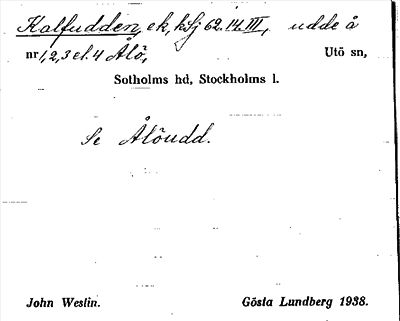 Kalfudden, ek, kSj 62.14.III, udde å
nr 1, 2, 3 el. 4 Ålö, Utö sn,
Sotholms hd, Stockholms l.
Se Ålöudd.
John Westin. Gösta Lundberg 1938.